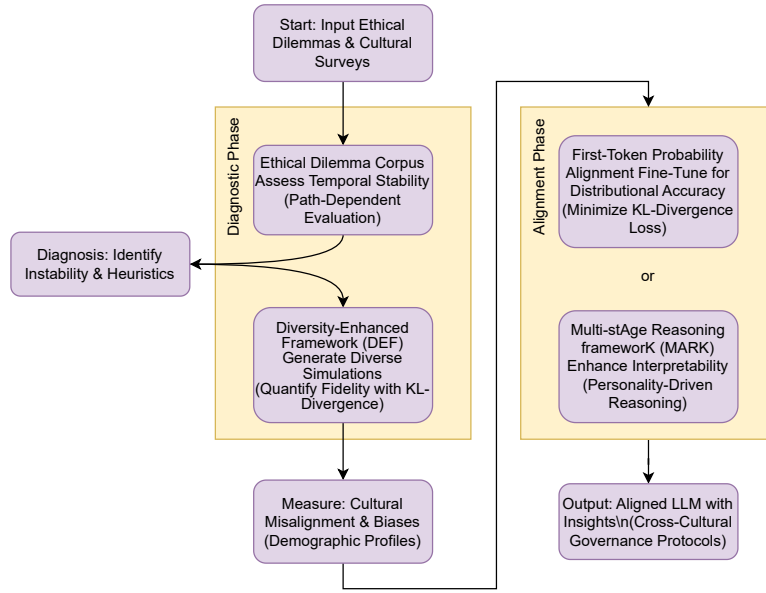 Start: Input Ethical
Dilemmas & Cultural
Surveys
Diagnostic Phase
Ethical Dilemma Corpus
Assess Temporal Stability
(Path-Dependent
Evaluation)
Diagnosis: Identify
Instability & Heuristics
Diversity-Enhanced
Framework (DEF)
Generate Diverse
Simulations
(Quantify Fidelity with KL-
Divergence)
Measure: Cultural
Misalignment & Biases
(Demographic Profiles)
Alignment Phase
First-Token Probability
Alignment Fine-Tune for
Distributional Accuracy
(Minimize KL-Divergence
Loss)
or
Multi-stAge Reasoning
frameworK (MARK)
Enhance Interpretability
(Personality-Driven
Reasoning)
Output: Aligned LLM with
Insights\n(Cross-Cultural
Governance Protocols)